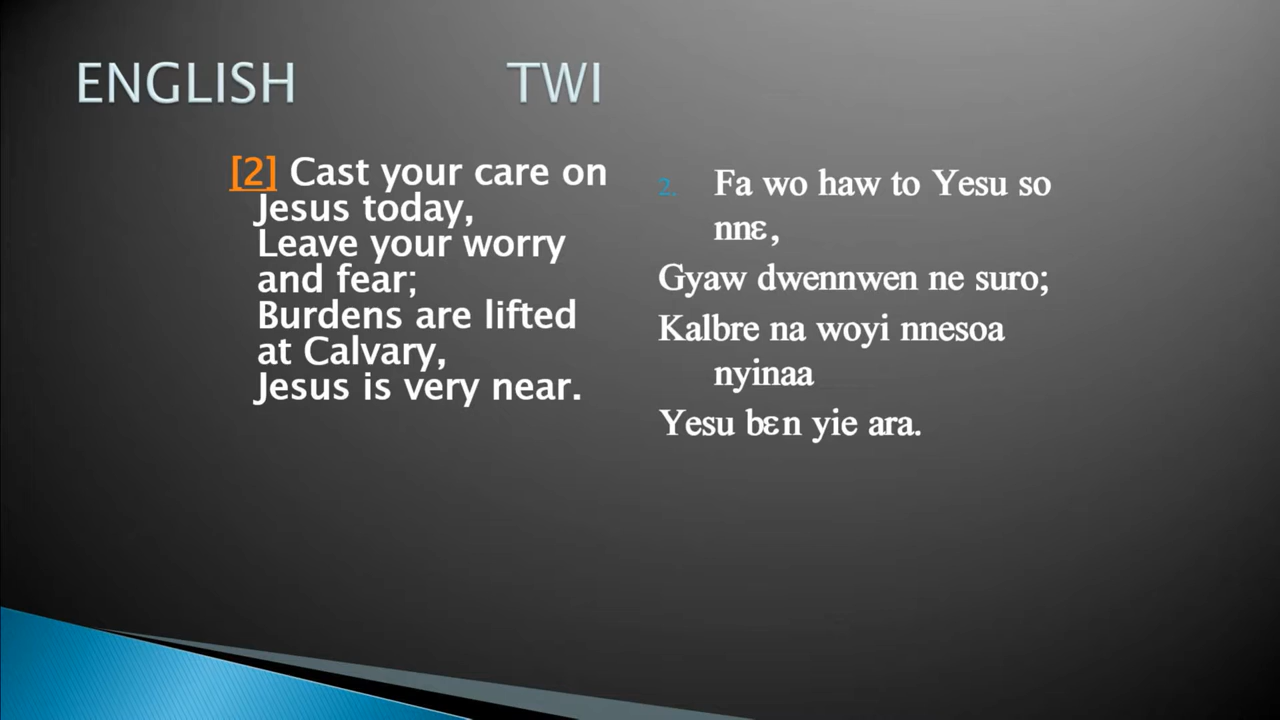 ENGLISH TWI
[2] Cast your care on
Jesus today,
Leave your worry
and fear;
Burdens are lifted
at Calvary,
Jesus is very near.
2. Fa wo haw to Yesu so
nnɛ,
Gyaw dwennwen ne suro;
Kalbre na woyi nnesoa
nyinaa
Yesu bɛn yie ara.